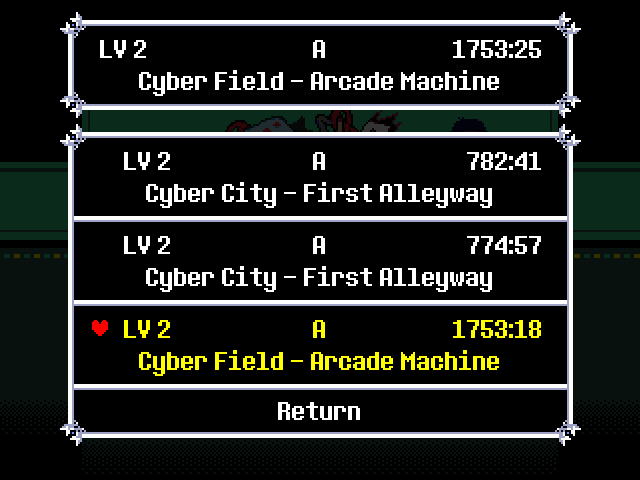 LV 2 A 1753:25
Cyber Field - Arcade Machine
LV 2 A 782:41
Cyber City - First Alleyway
LV 2 A 774:57
Cyber City - First Alleyway
LV 2 A 1753:18
Cyber Field - Arcade Machine
Return